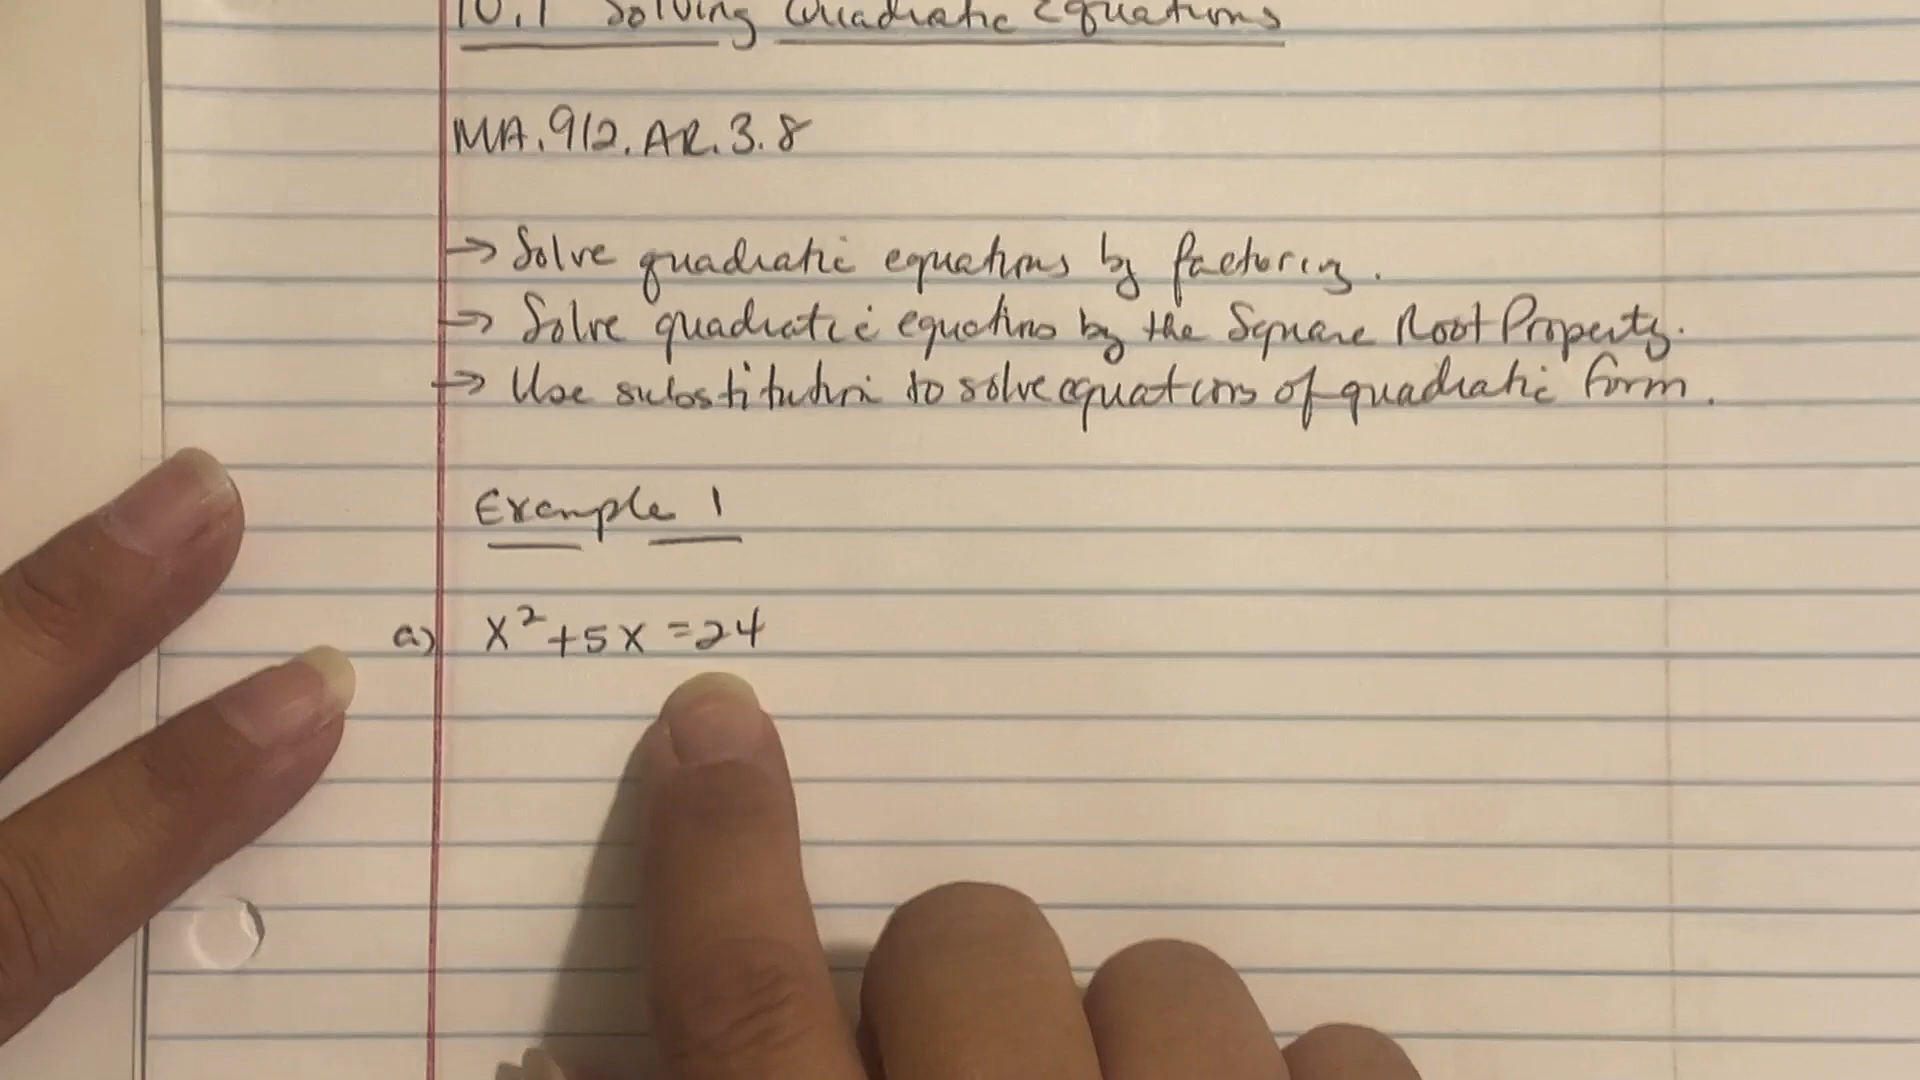 10.1 Solving Quadratic Equations
MA.912.AR.3.8
→ Solve quadratic equations by factoring.
→ Solve quadratic equations by the Square Root Property.
→ Use substitution to solve equations of quadratic form.
Example 1
a) x²+5x=24